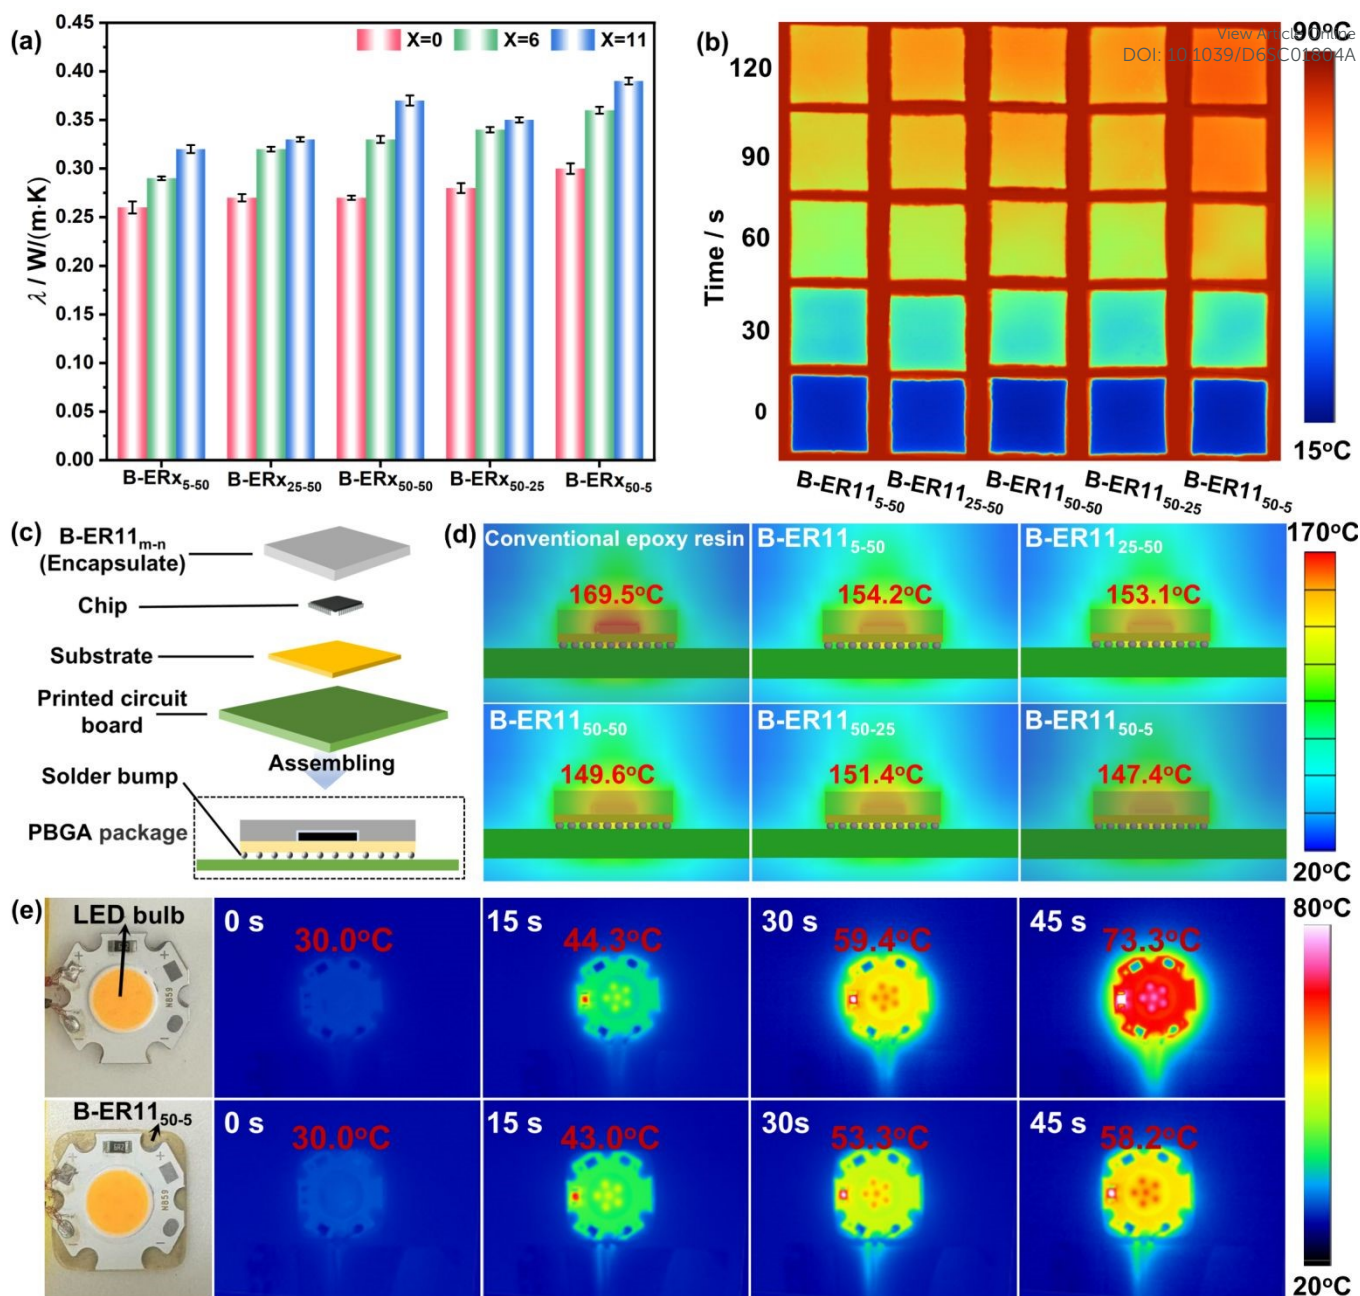 (a)
0.45
0.40
0.35
0.30
0.25
0.20
0.15
0.10
0.05
0.00
λ / W/(m·K)
X=0 X=6 X=11
B-ERx5-50 B-ERx25-50 B-ERx50-50 B-ERx50-25 B-ERx50-5
(b)
View Article Online
DOI: 10.1039/D6SC01804A
90°C
15°C
Time / s
120
90
60
30
0
B-ER115-50 B-ER1125-50 B-ER1150-50 B-ER1150-25 B-ER1150-5
(c)
B-ER11m-n
(Encapsulate)
Chip
Substrate
Printed circuit
board
Assembling
Solder bump
PBGA package
(d)
Conventional epoxy resin
169.5°C
B-ER115-50
154.2°C
B-ER1125-50
153.1°C
B-ER1150-50
149.6°C
B-ER1150-25
151.4°C
B-ER1150-5
147.4°C
170°C
20°C
(e)
LED bulb
N859
0 s
30.0°C
15 s
44.3°C
30 s
59.4°C
45 s
73.3°C
B-ER1150-5
N859
0 s
30.0°C
15 s
43.0°C
30s
53.3°C
45 s
58.2°C
80°C
20°C